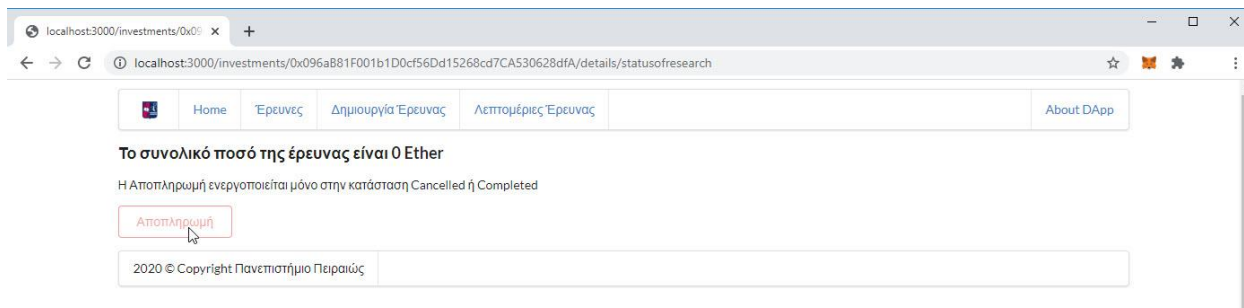 localhost:3000/investments/0x09
localhost:3000/investments/0x096aB81F001b1D0cf56Dd15268cd7CA530628dfA/details/statusofresearch
Home Έρευνες Δημιουργία Έρευνας Λεπτομέριες Έρευνας About DApp
Το συνολικό ποσό της έρευνας είναι 0 Ether
Η Αποπληρωμή ενεργοποιείται μόνο στην κατάσταση Cancelled ή Completed
Αποπληρωμή
2020 © Copyright Πανεπιστήμιο Πειραιώς